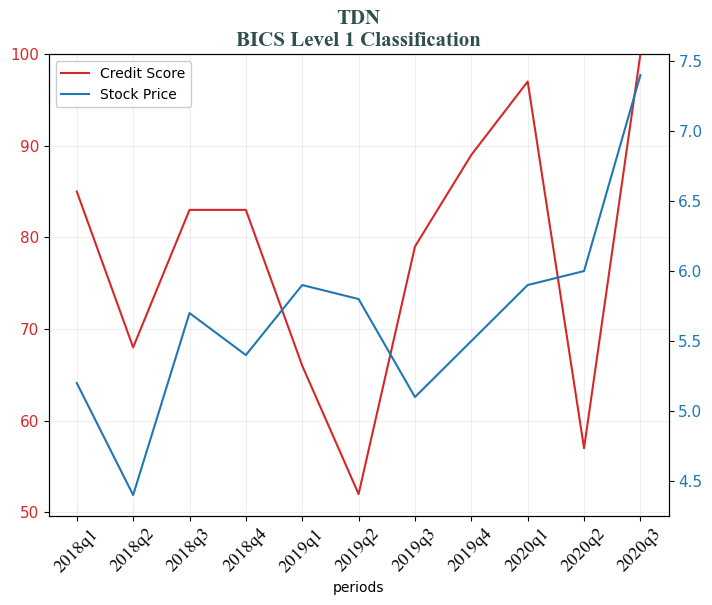 TDN
BICS Level 1 Classification
Credit Score
Stock Price
100
90
80
70
60
50
7.5
7.0
6.5
6.0
5.5
5.0
4.5
2018q1
2018q2
2018q3
2018q4
2019q1
2019q2
2019q3
2019q4
2020q1
2020q2
2020q3
periods